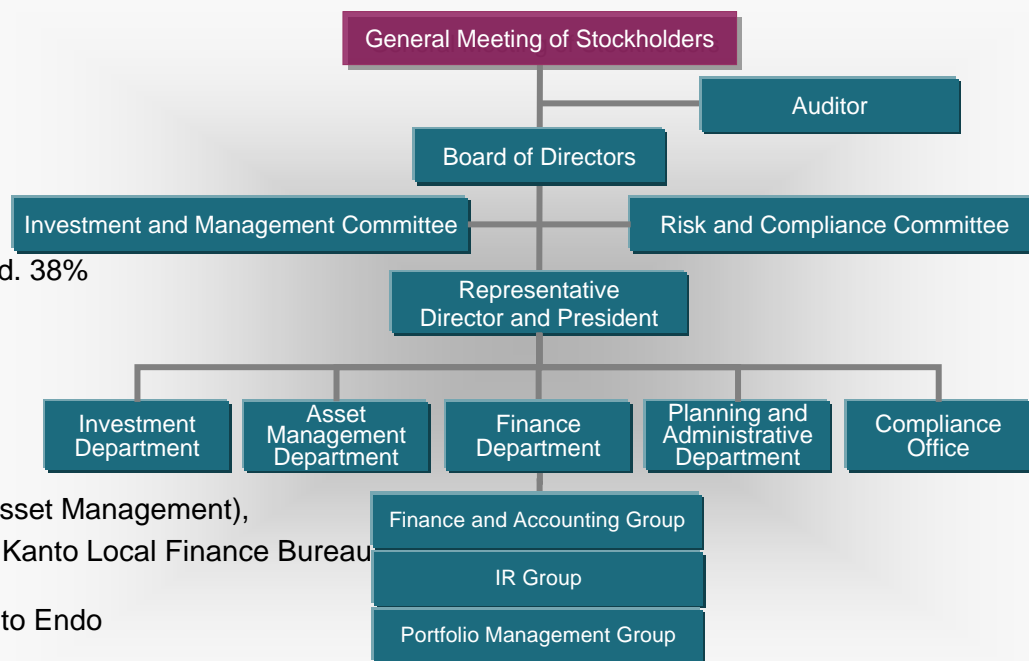 General Meeting of Stockholders
Auditor
Board of Directors
Investment and Management Committee
Risk and Compliance Committee
d. 38%
Representative
Director and President
Investment
Department
Asset
Management
Department
Finance
Department
Planning and
Administrative
Department
Compliance
Office
sset Management),
Finance and Accounting Group
Kanto Local Finance Bureau
IR Group
to Endo
Portfolio Management Group